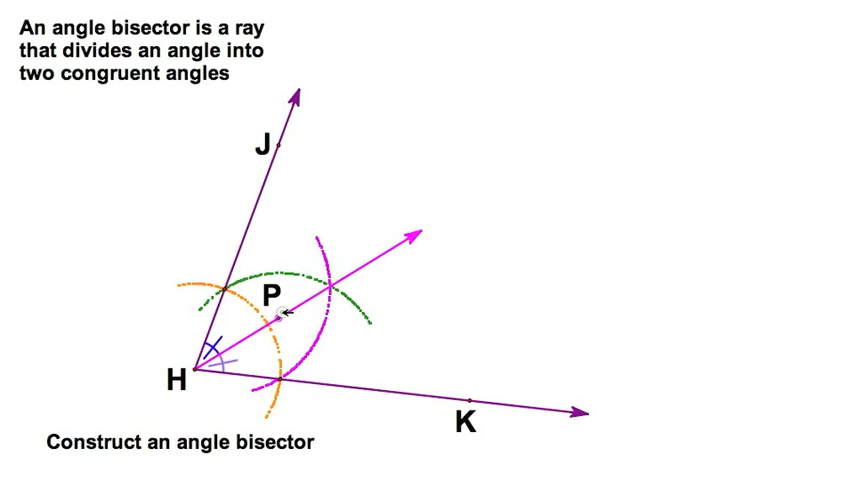 An angle bisector is a ray
that divides an angle into
two congruent angles
J
P
H
K
Construct an angle bisector